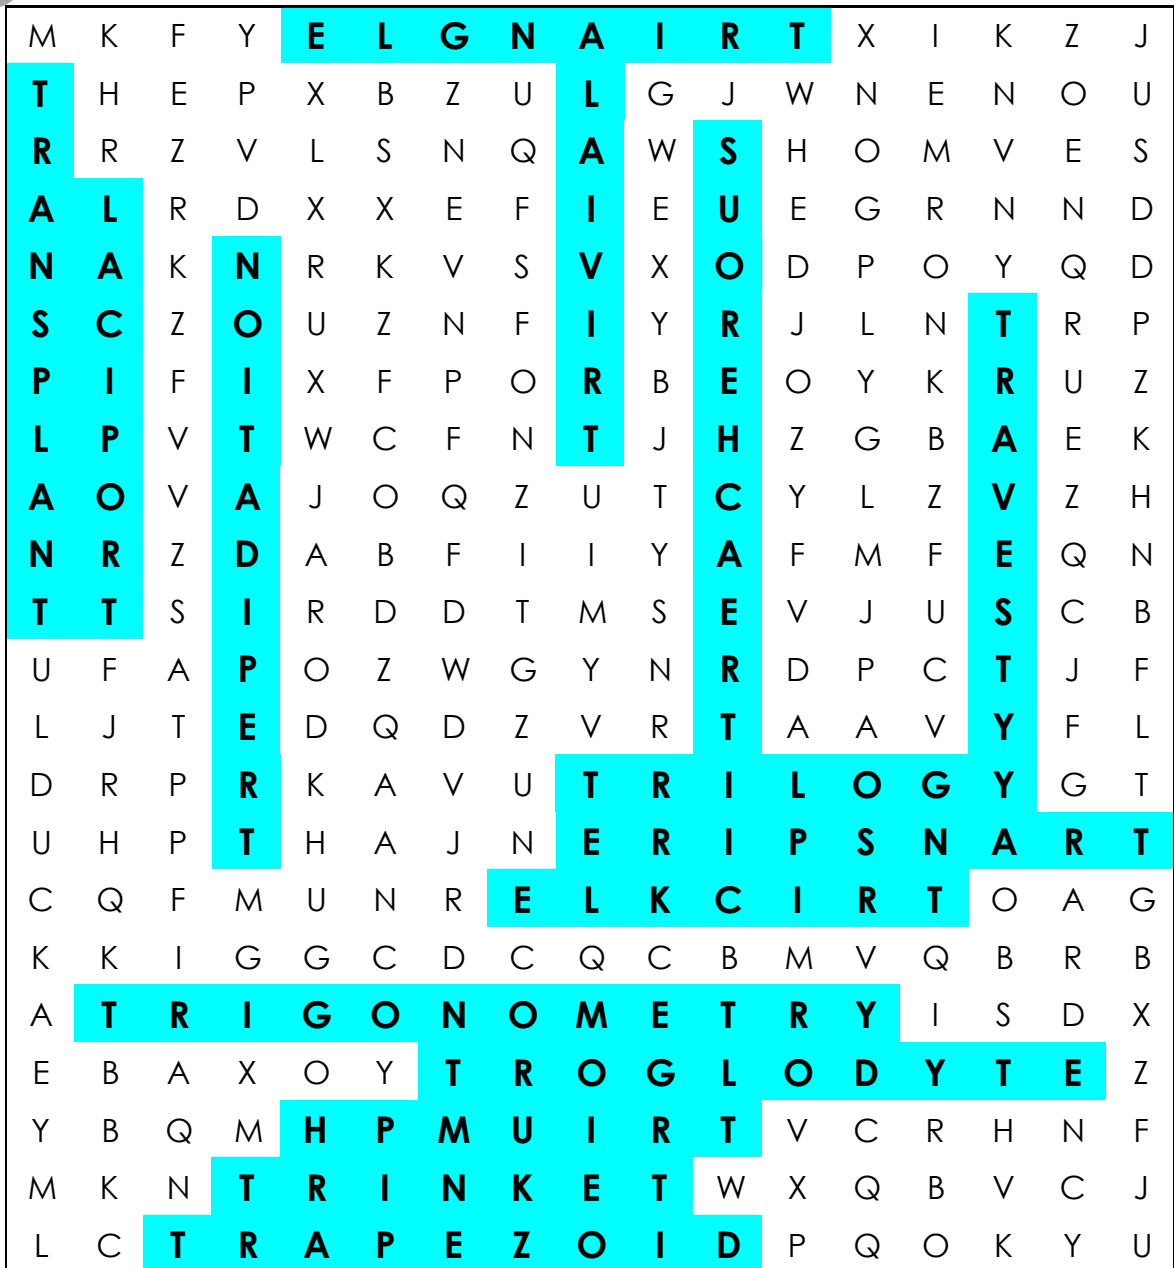 M K F Y E L G N A I R T X I K Z J
T H E P X B Z U L G J W N E N O U
R R Z V L S N Q A W S H O M V E S
A L R D X X E F I E U E G R N N D
N A K N R K V S V X O D P O Y Q D
S C Z O U Z N F I Y R J L N T R P
P I F I X F P O R B E O Y K R U Z
L P V T W C F N T J H Z G B A E K
A O V A J O Q Z U T C Y L Z V Z H
N R Z D A B F I I Y A F M F E Q N
T T S I R D D T M S E V J U S C B
U F A P O Z W G Y N R D P C T J F
L J T E D Q D Z V R T A A V Y F L
D R P R K A V U T R I L O G Y G T
U H P T H A J N E R I P S N A R T
C Q F M U N R E L K C I R T O A G
K K I G G C D C Q C B M V Q B R B
A T R I G O N O M E T R Y I S D X
E B A X O Y T R O G L O D Y T E Z
Y B Q M H P M U I R T V C R H N F
M K N T R I N K E T W X Q B V C J
L C T R A P E Z O I D P Q O K Y U